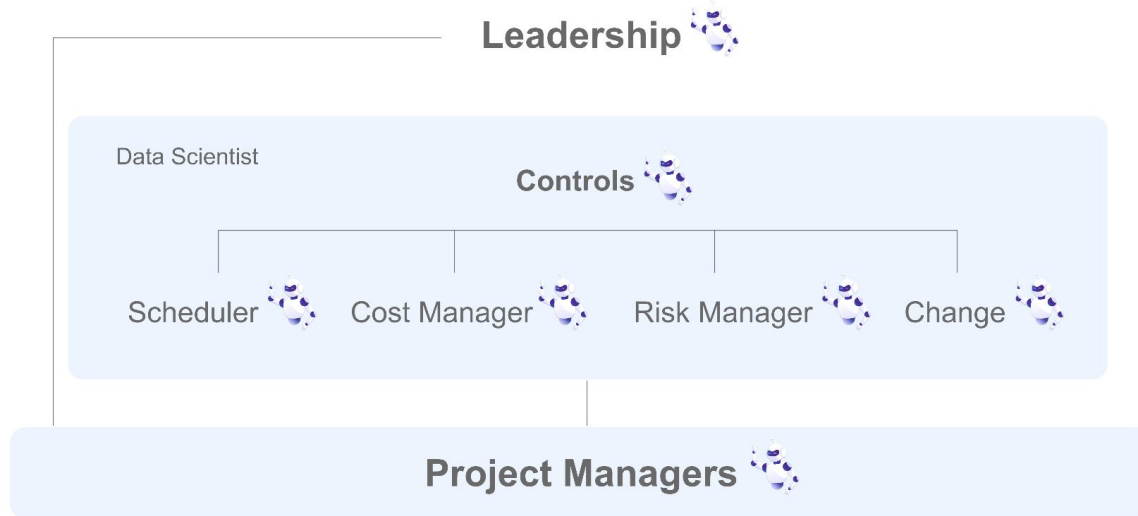 Leadership
Data Scientist
Controls
Scheduler
Cost Manager
Risk Manager
Change
Project Managers